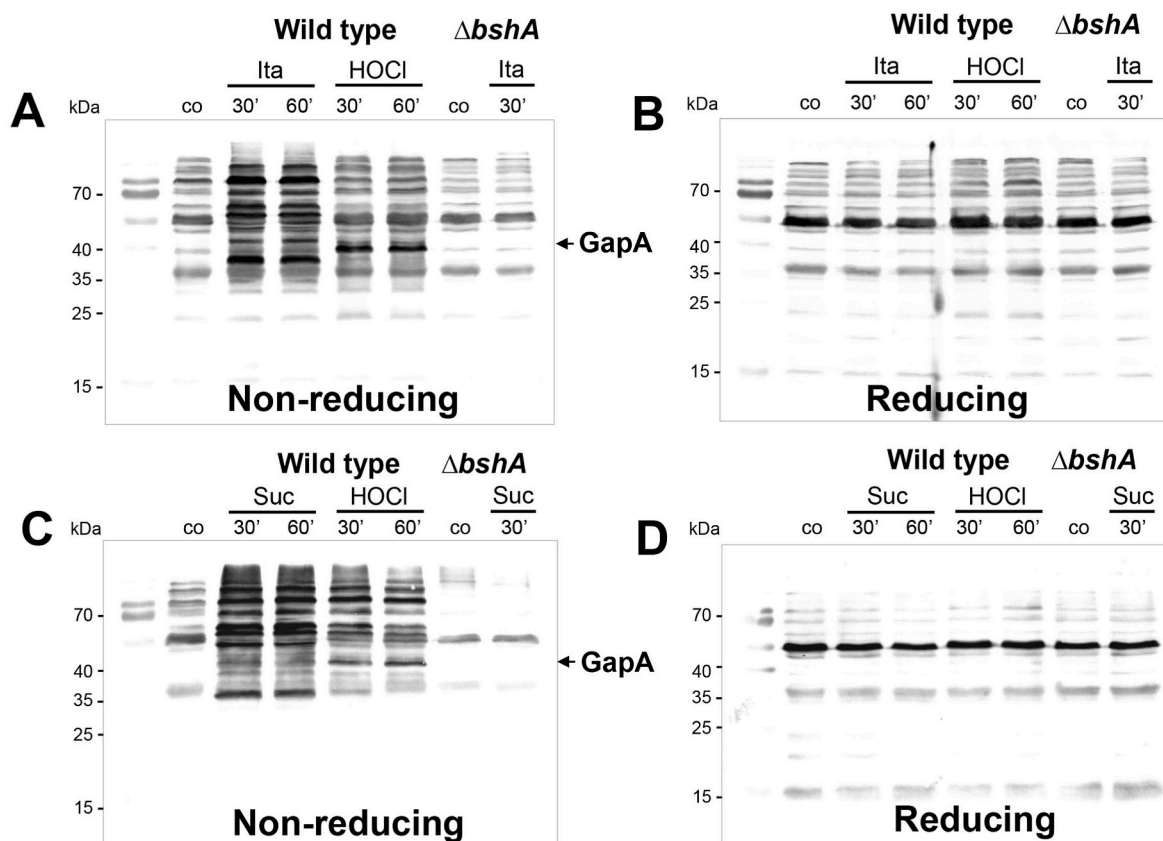 A
Wild type ΔbshA
Ita HOCl Ita
kDa co 30' 60' 30' 60' co 30'
70
40
35
25
15
GapA
Non-reducing
B
Wild type ΔbshA
Ita HOCl Ita
kDa co 30' 60' 30' 60' co 30'
70
40
35
25
15
Reducing
C
Wild type ΔbshA
Suc HOCl Suc
kDa co 30' 60' 30' 60' co 30'
70
40
35
25
15
GapA
Non-reducing
D
Wild type ΔbshA
Suc HOCl Suc
kDa co 30' 60' 30' 60' co 30'
70
40
35
25
15
Reducing